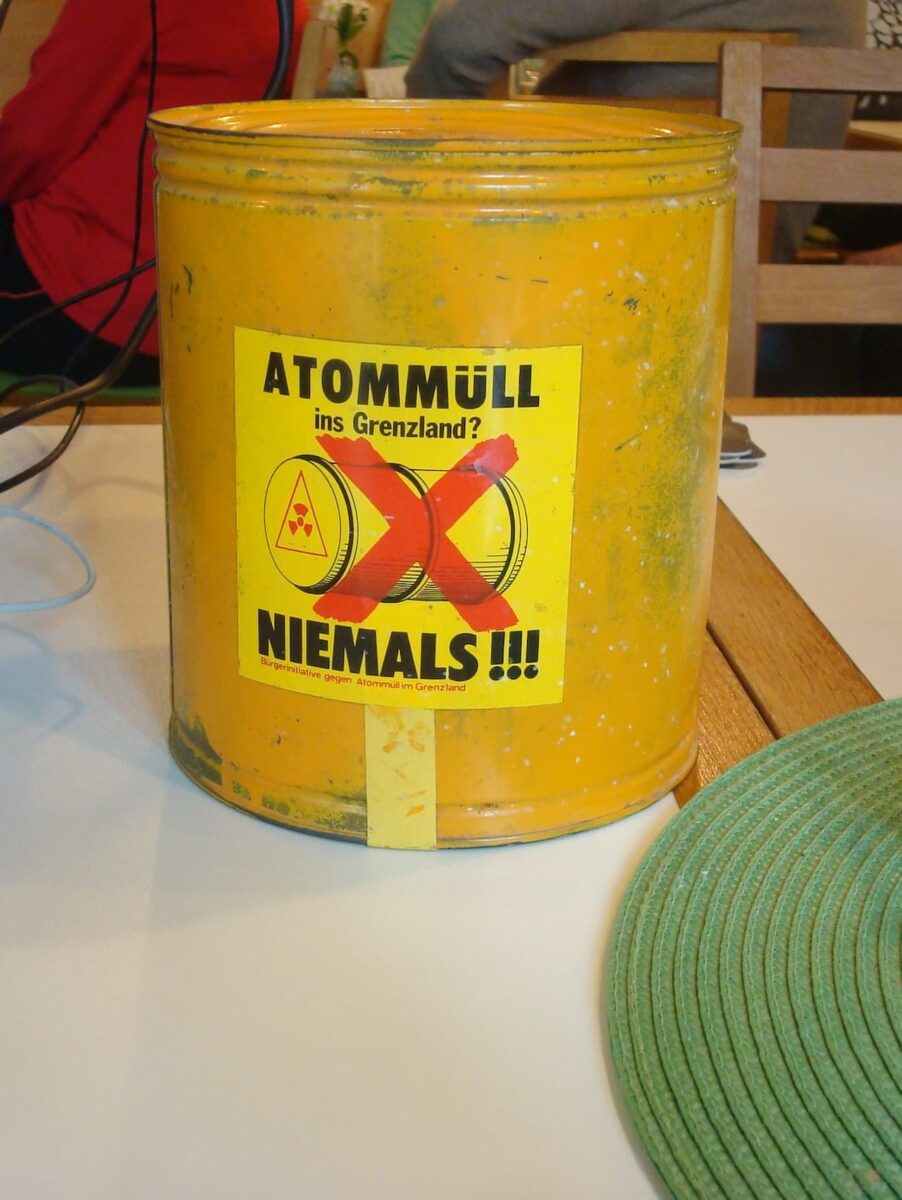 ATOMMÜLL
ins Grenzland?
NIEMALS!!!
Bürgerinitiative gegen Atommüll im Grenzland